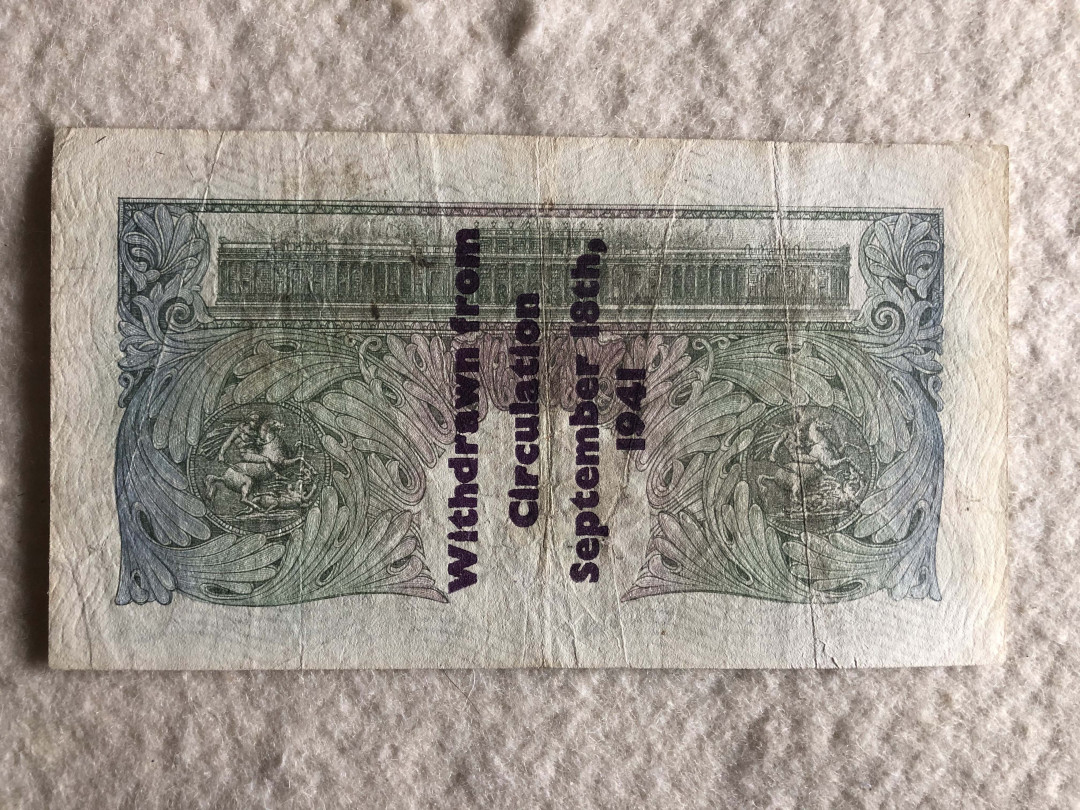 Withdrawn from
Circulation
September 18th,
1941